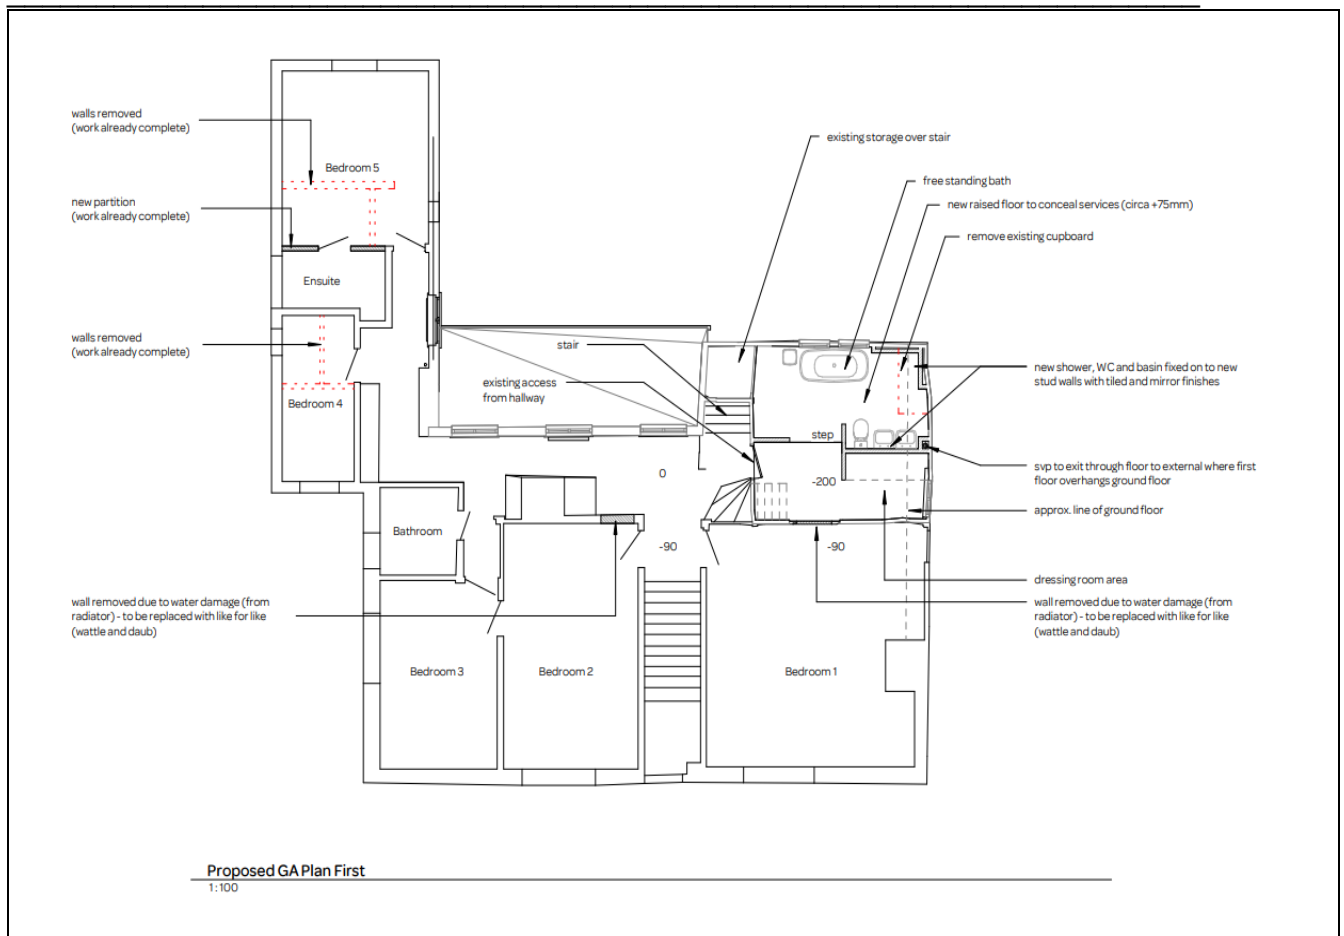 walls removed
(work already complete)
Bedroom 5
new partition
(work already complete)
Ensuite
walls removed
(work already complete)
Bedroom 4
existing storage over stair
free standing bath
new raised floor to conceal services (circa +75mm)
remove existing cupboard
stair
existing access
from hallway
new shower, WC and basin fixed on to new
stud walls with tiled and mirror finishes
step
0
-200
svp to exit through floor to external where first
floor overhangs ground floor
approx. line of ground floor
Bathroom
-90
-90
dressing room area
wall removed due to water damage (from
radiator) - to be replaced with like for like
(wattle and daub)
wall removed due to water damage (from
radiator) - to be replaced with like for like
(wattle and daub)
Bedroom 3
Bedroom 2
Bedroom 1
Proposed GA Plan First
1:100